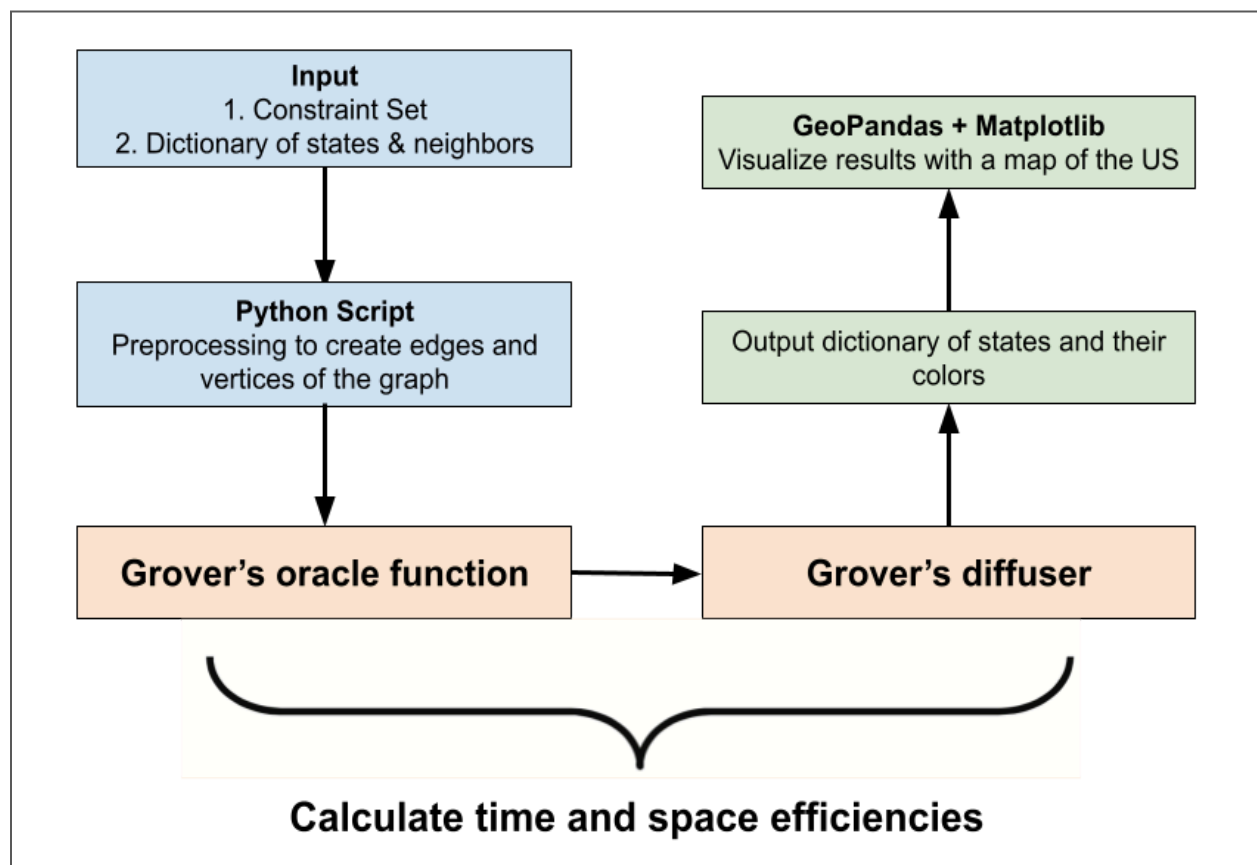 Input
1. Constraint Set
2. Dictionary of states & neighbors
Python Script
Preprocessing to create edges and
vertices of the graph
Grover’s oracle function
Grover’s diffuser
Output dictionary of states and their
colors
GeoPandas + Matplotlib
Visualize results with a map of the US
Calculate time and space efficiencies